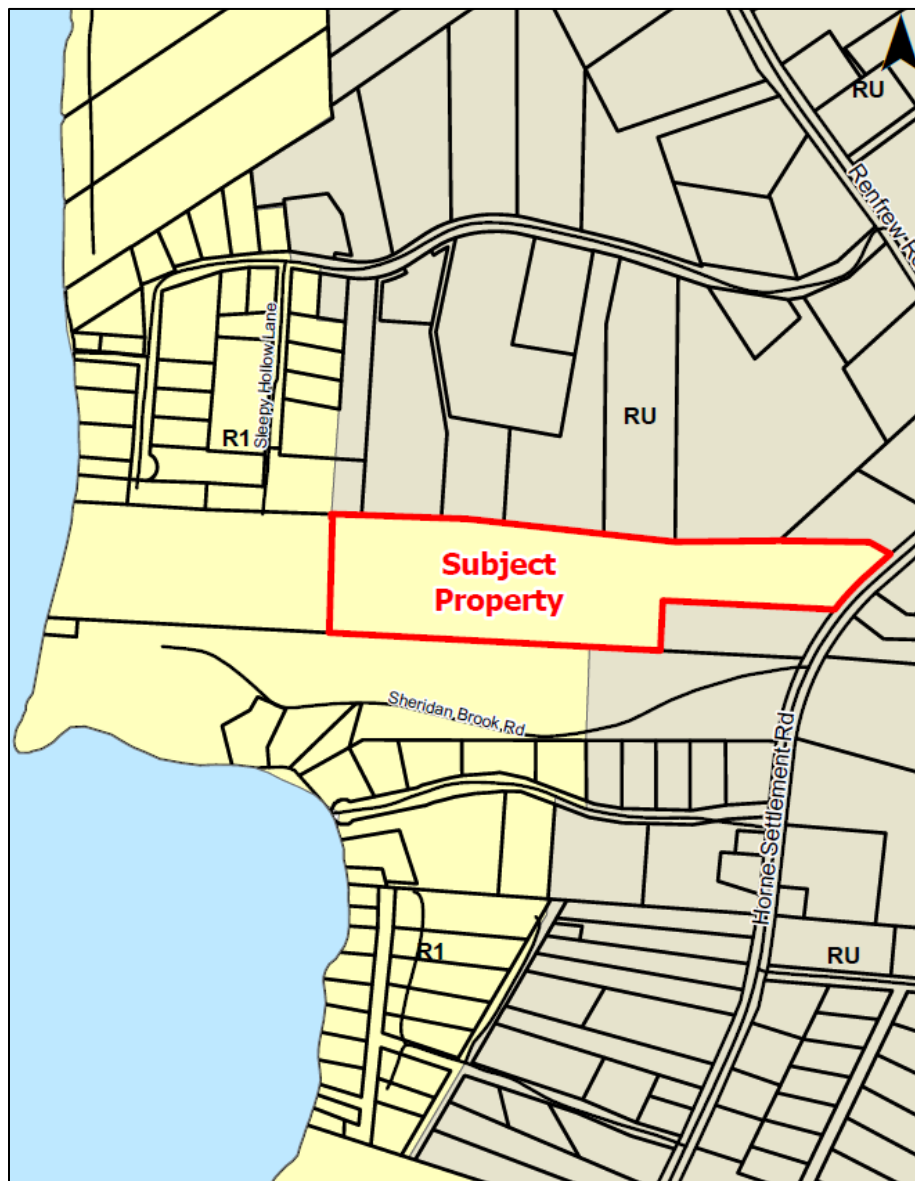 RU
Renfrew Rd
Sleepy Hollow Lane
RU
R1
Subject
Property
Sheridan Brook Rd
Horne Settlement Rd
R1
RU